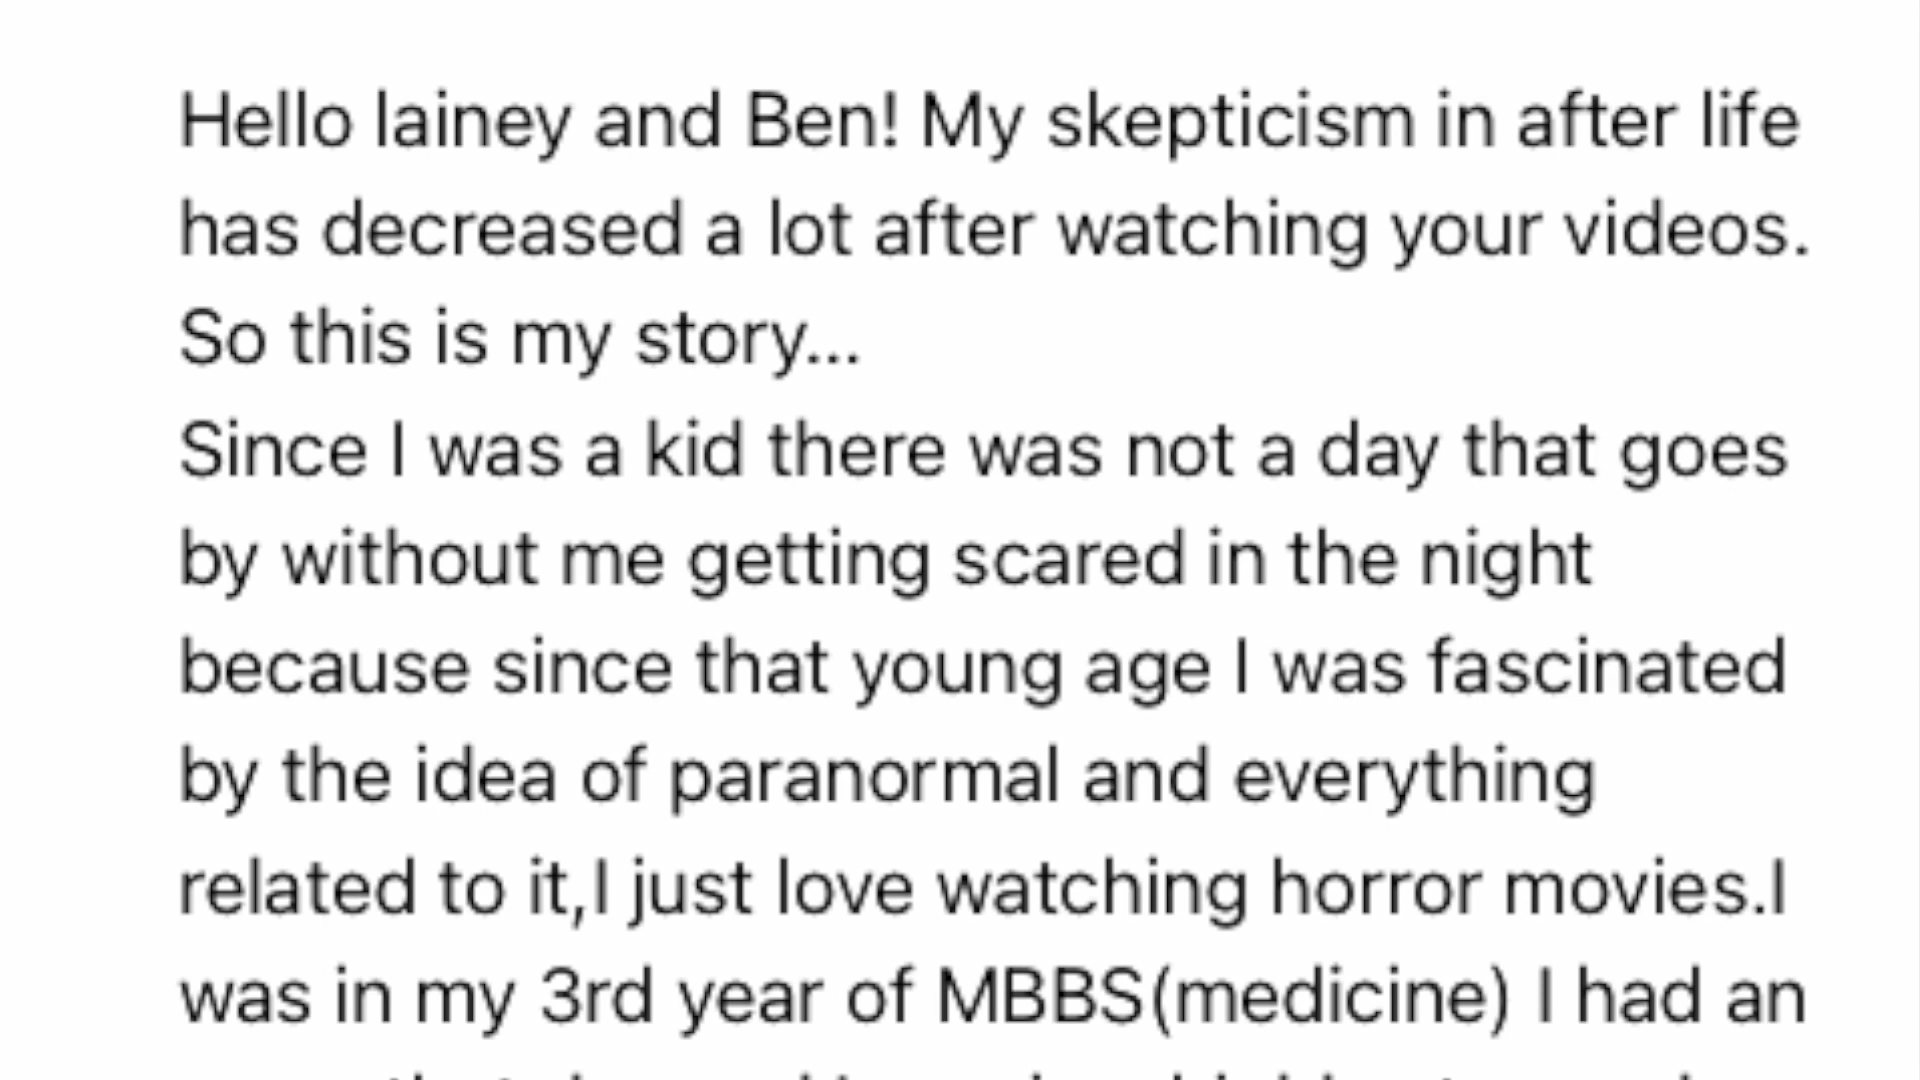 Hello lainey and Ben! My skepticism in after life
has decreased a lot after watching your videos.
So this is my story...
Since I was a kid there was not a day that goes
by without me getting scared in the night
because since that young age I was fascinated
by the idea of paranormal and everything
related to it,I just love watching horror movies.I
was in my 3rd year of MBBS(medicine) I had an